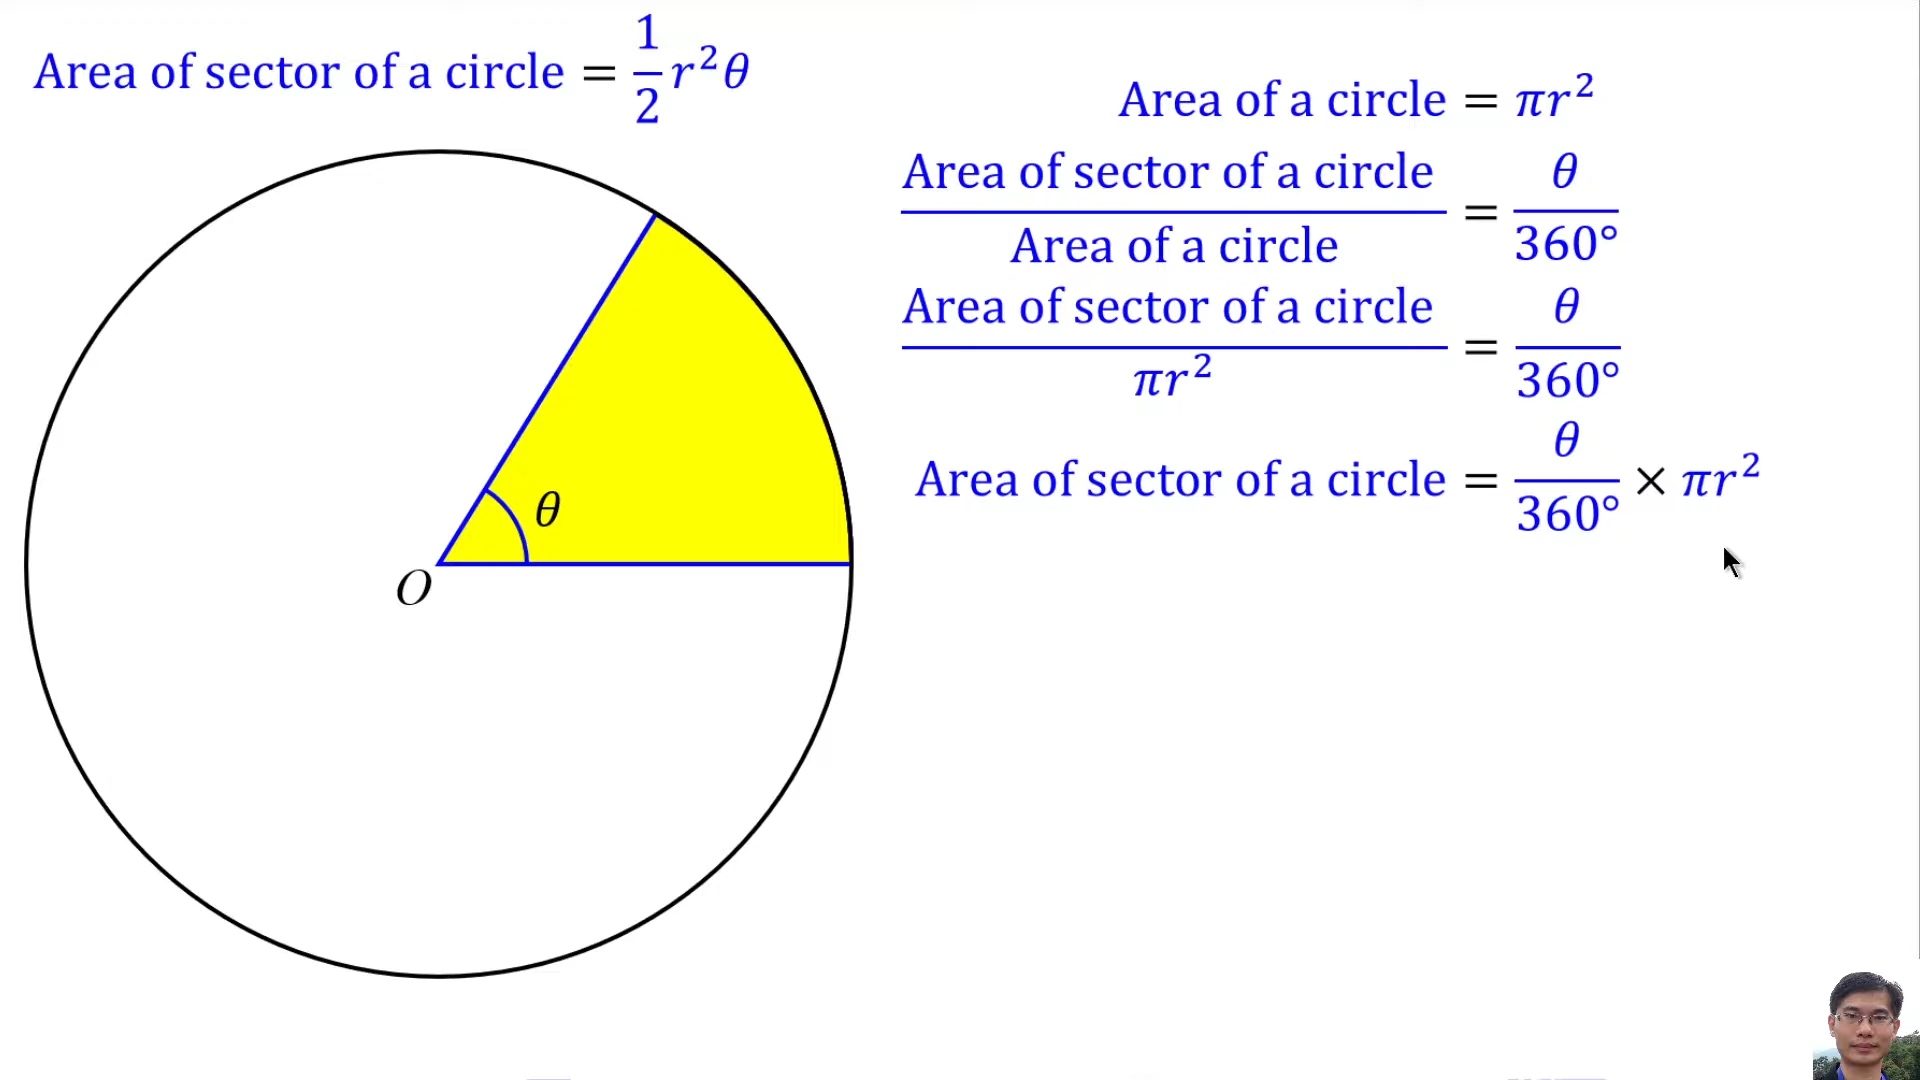 Area of sector of a circle = 1/2 r²θ
Area of a circle = πr²
Area of sector of a circle / Area of a circle = θ / 360°
Area of sector of a circle / πr² = θ / 360°
Area of sector of a circle = θ / 360° × πr²
θ
O